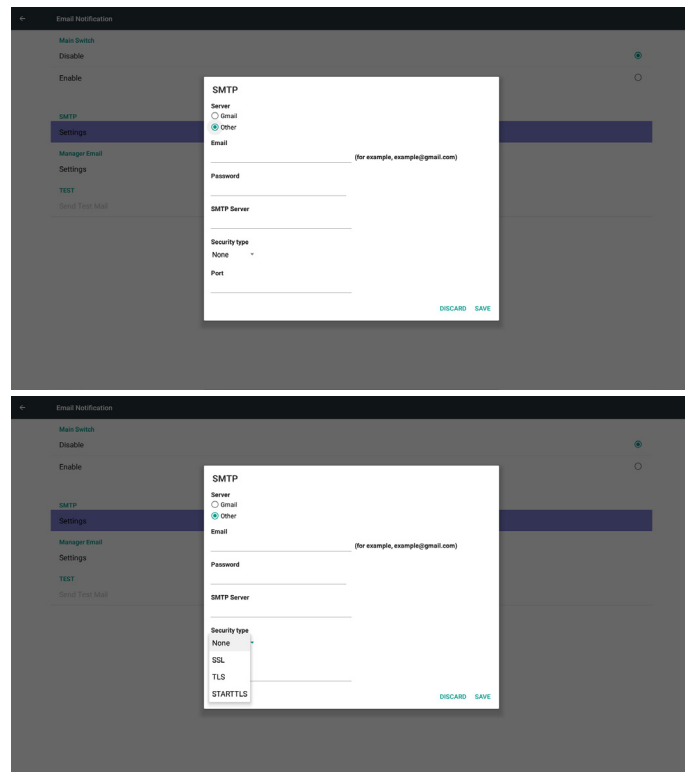 Email Notification
Main Switch
Disable
Enable
SMTP
Settings
Manager Email
Settings
TEST
Send Test Mail
SMTP
Server
Gmail
Other
Email
(for example, example@gmail.com)
Password
SMTP Server
Security type
None
Port
DISCARD SAVE
Email Notification
Main Switch
Disable
Enable
SMTP
Settings
Manager Email
Settings
TEST
Send Test Mail
SMTP
Server
Gmail
Other
Email
(for example, example@gmail.com)
Password
SMTP Server
Security type
None
SSL
TLS
STARTTLS
DISCARD SAVE